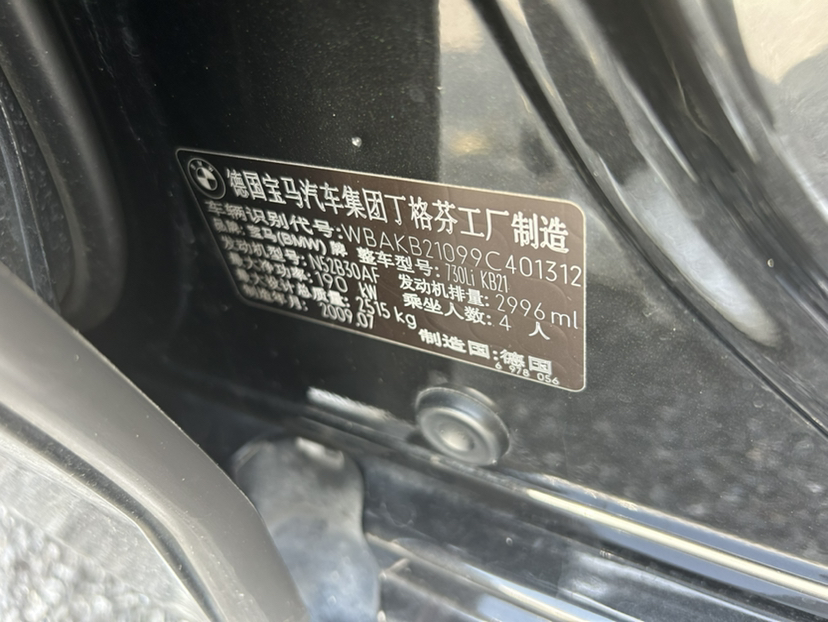 德国宝马汽车集团丁格芬工厂制造
车辆识别代号:WBAKB21099C401312
品牌:宝马(BMW)牌 整车型号:730Li KB21
发动机型号:N52B30AF 发动机排量:2996 ml
最大净功率:190 kW 乘坐人数:4 人
最大设计总质量:2515 kg
制造年月:2009.07 制造国:德国
6 978 056